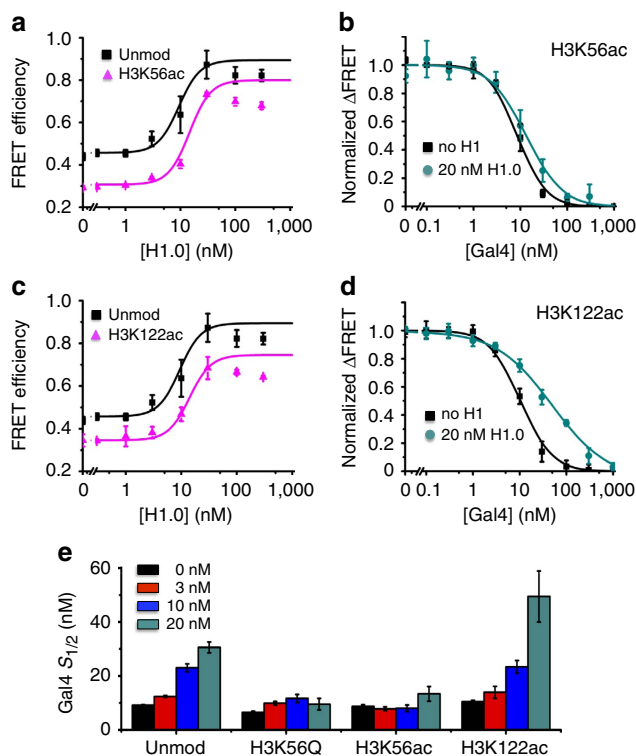 a
Unmod
H3K56ac
FRET efficiency
1.0
0.8
0.6
0.4
0.2
0
1
10
100
1,000
[H1.0] (nM)
b
H3K56ac
Normalized ΔFRET
1.0
0.8
0.6
0.4
0.2
0
no H1
20 nM H1.0
0
0.1
1
10
100
1,000
[Gal4] (nM)
c
Unmod
H3K122ac
FRET efficiency
1.0
0.8
0.6
0.4
0.2
0
1
10
100
1,000
[H1.0] (nM)
d
H3K122ac
Normalized ΔFRET
1.0
0.8
0.6
0.4
0.2
0
no H1
20 nM H1.0
0
0.1
1
10
100
1,000
[Gal4] (nM)
e
Gal4 S1/2 (nM)
60
40
20
0
0 nM
3 nM
10 nM
20 nM
Unmod
H3K56Q
H3K56ac
H3K122ac